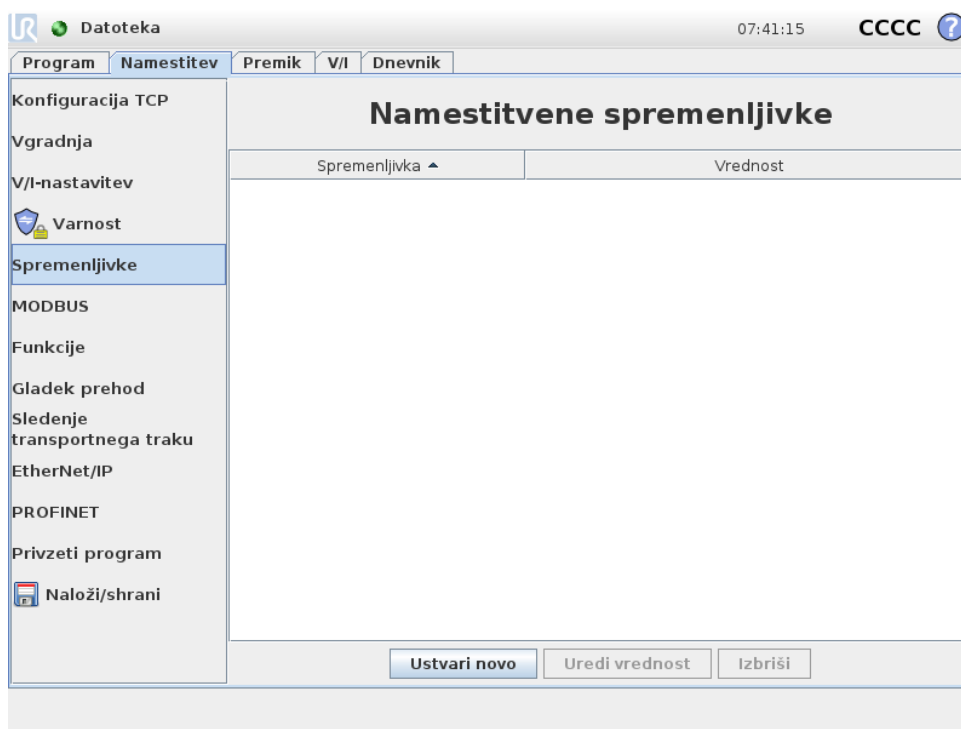 UR Datoteka 07:41:15 CCCC ?
Program Namestitev Premik V/I Dnevnik
Konfiguracija TCP
Vgradnja
V/I-nastavitev
Varnost
Spremenljivke
MODBUS
Funkcije
Gladek prehod
Sledenje
transportnega traku
EtherNet/IP
PROFINET
Privzeti program
Naloži/shrani
Namestitvene spremenljivke
Spremenljivka Vrednost
Ustvari novo Uredi vrednost Izbriši